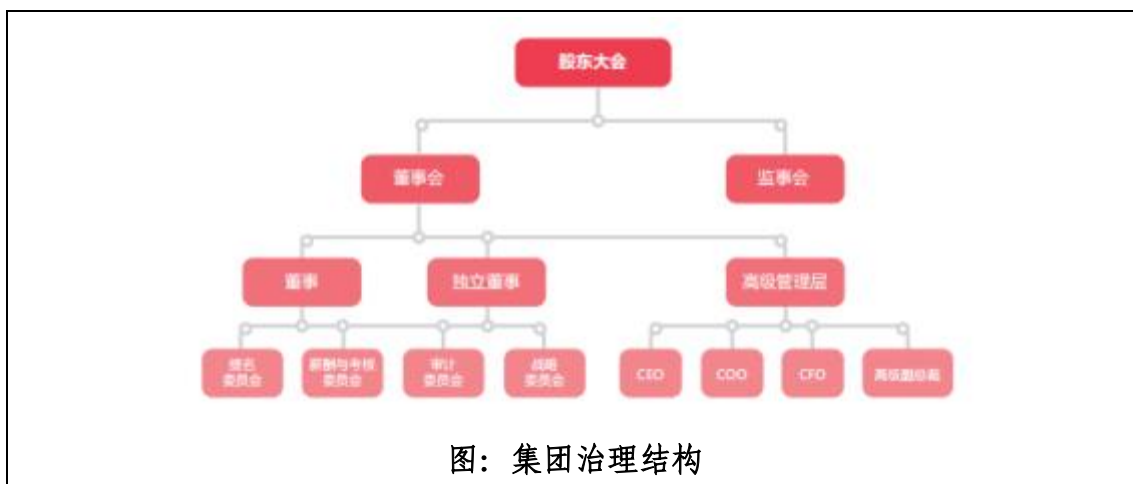 股东大会
董事会
监事会
董事
独立董事
高级管理层
提名
委员会
薪酬与考核
委员会
审计
委员会
战略
委员会
CEO
COO
CFO
高级副总裁
图：集团治理结构